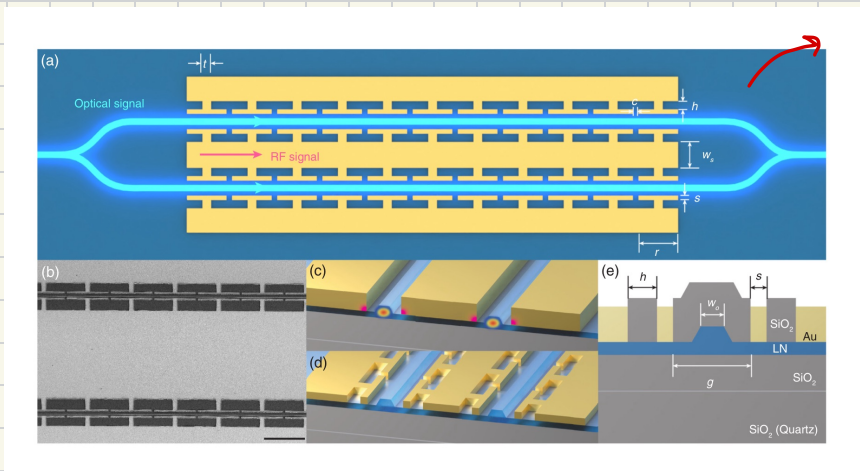 (a)
t
Optical signal
c
h
RF signal
w_s
s
r
(b)
(c)
(d)
(e)
h
s
w_o
SiO₂
Au
LN
g
SiO₂
SiO₂ (Quartz)